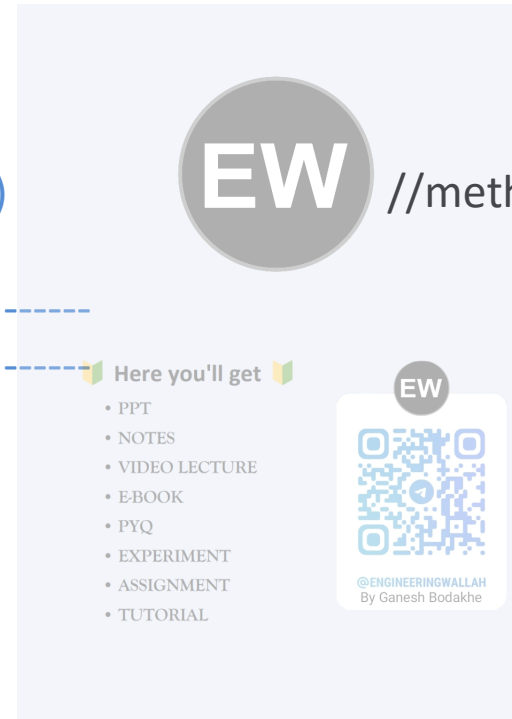 EW
//meth
Here you'll get
• PPT
• NOTES
• VIDEO LECTURE
• E-BOOK
• PYQ
• EXPERIMENT
• ASSIGNMENT
• TUTORIAL
EW
@ENGINEERINGWALLAH
By Ganesh Bodakhe